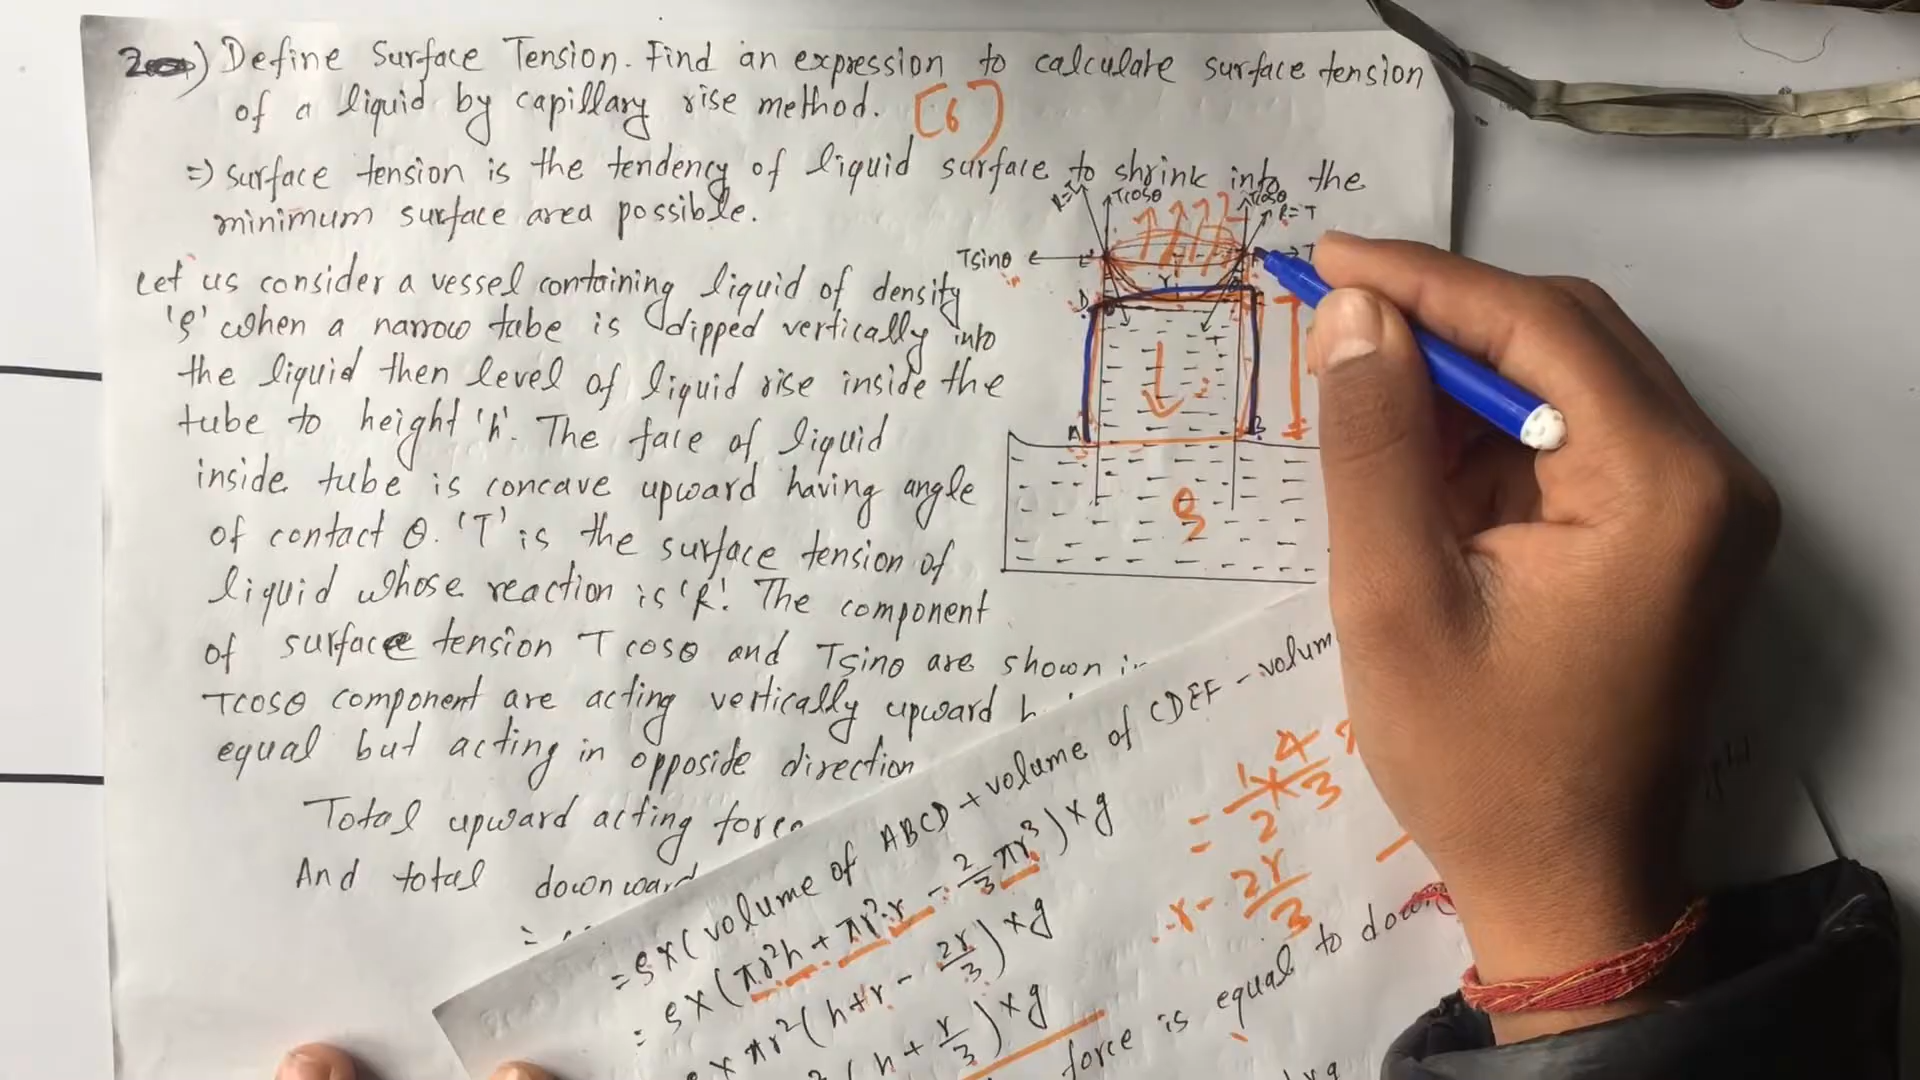 2) Define Surface Tension. Find an expression to calculate surface tension
of a liquid by capillary rise method. [6]
=) surface tension is the tendency of liquid surface to shrink into the
minimum surface area possible.
Let us consider a vessel containing liquid of density
'ρ' when a narrow tube is dipped vertically into
the liquid then level of liquid rise inside the
tube to height 'h'. The face of liquid
inside tube is concave upward having angle
of contact θ. 'T' is the surface tension of
liquid whose reaction is 'R'. The component
of surface tension Tcosθ and Tsinθ are shown
Tcosθ component are acting vertically upward
equal but acting in opposite direction
Total upward acting force
And total downward
R=T Tcosθ Tcosθ R=T
Tsinθ
D
r
A B
ρ
= ρ×(volume of ABCD + volume of CDEF - volum
= ρ×(πr²h + πr².r - 2/3 πr³)×g
ρ×πr²(h+r - 2r/3)×g
(h + r/3)×g
force is equal to down
= 1/2 × 4/3
r - 2r/3